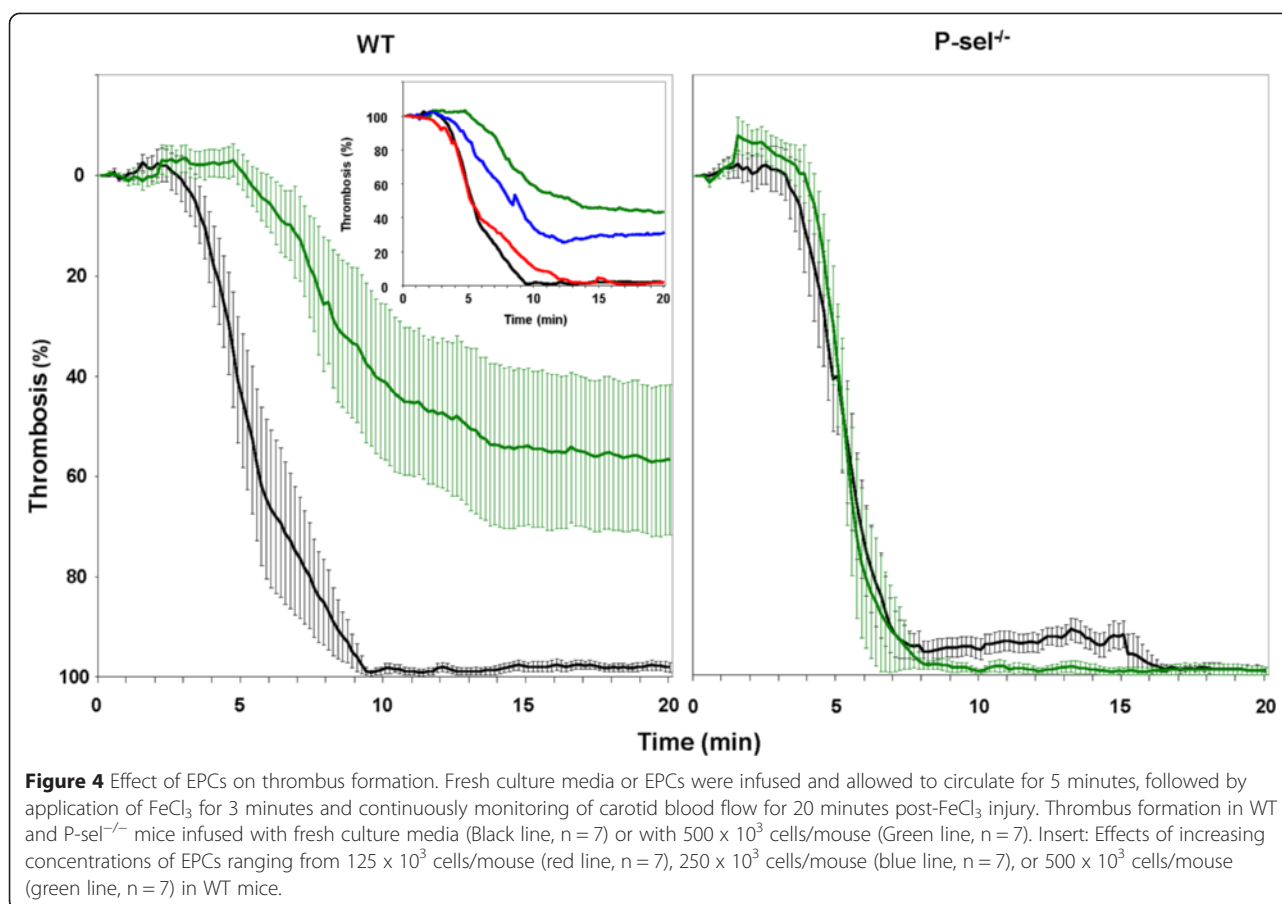 WT
P-sel-/-
Thrombosis (%)
0
20
40
60
80
100
Thrombosis (%)
100
80
60
40
20
0
0 5 10 15 20
Time (min)
0 5 10 15 20
0 5 10 15 20
Time (min)
Figure 4 Effect of EPCs on thrombus formation. Fresh culture media or EPCs were infused and allowed to circulate for 5 minutes, followed by
application of FeCl3 for 3 minutes and continuously monitoring of carotid blood flow for 20 minutes post-FeCl3 injury. Thrombus formation in WT
and P-sel−/− mice infused with fresh culture media (Black line, n = 7) or with 500 x 10³ cells/mouse (Green line, n = 7). Insert: Effects of increasing
concentrations of EPCs ranging from 125 x 10³ cells/mouse (red line, n = 7), 250 x 10³ cells/mouse (blue line, n = 7), or 500 x 10³ cells/mouse
(green line, n = 7) in WT mice.